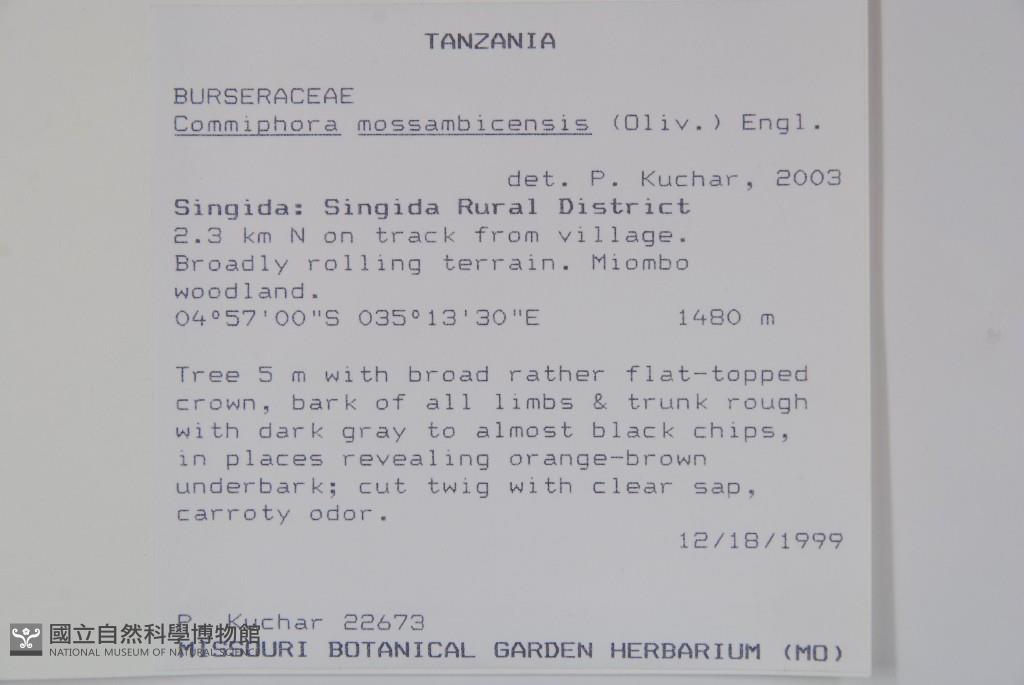 TANZANIA
BURSERACEAE
Commiphora mossambicensis (Oliv.) Engl.
det. P. Kuchar, 2003
Singida: Singida Rural District
2.3 km N on track from village.
Broadly rolling terrain. Miombo
woodland.
04°57'00"S 035°13'30"E 1480 m
Tree 5 m with broad rather flat-topped
crown, bark of all limbs & trunk rough
with dark gray to almost black chips,
in places revealing orange-brown
underbark; cut twig with clear sap,
carroty odor.
12/18/1999
P. Kuchar 22673
MISSOURI BOTANICAL GARDEN HERBARIUM (MO)
國立自然科學博物館
NATIONAL MUSEUM OF NATURAL SCIENCE